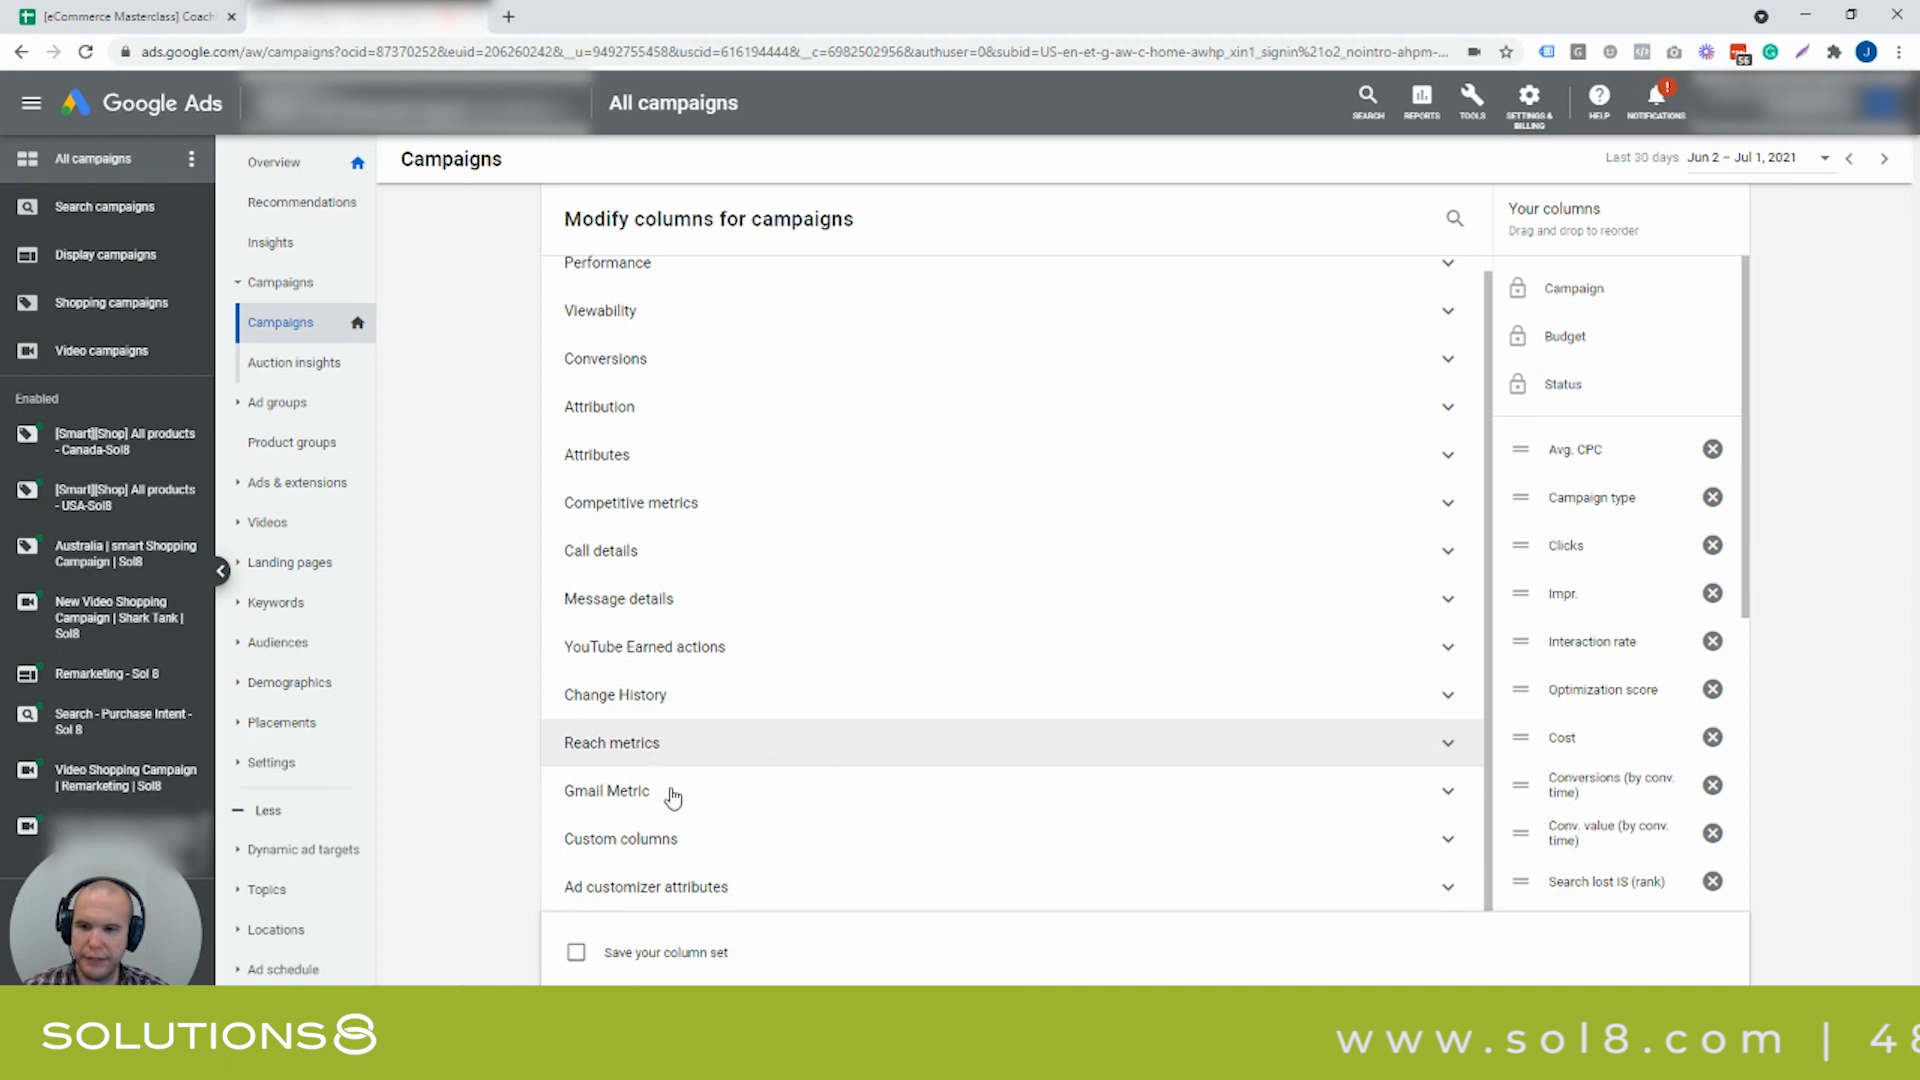 [eCommerce Masterclass] Coach
ads.google.com/aw/campaigns?ocid=87370252&euid=206260242&__u=9492755458&uscid=616194444&__c=6982502956&authuser=0&subid=US-en-et-g-aw-c-home-awhp_xin1_signin%21o2_nointro-ahpm-...
56
J
Google Ads
All campaigns
SEARCH
REPORTS
TOOLS
SETTINGS & BILLING
HELP
!
NOTIFICATIONS
All campaigns
Search campaigns
Display campaigns
Shopping campaigns
Video campaigns
Enabled
[Smart][Shop] All products
- Canada-Sol8
[Smart][Shop] All products
- USA-Sol8
Australia | smart Shopping
Campaign | Sol8
New Video Shopping
Campaign | Shark Tank |
Sol8
Remarketing - Sol 8
Search - Purchase Intent -
Sol 8
Video Shopping Campaign
| Remarketing | Sol8
Overview
Recommendations
Insights
Campaigns
Campaigns
Auction insights
Ad groups
Product groups
Ads & extensions
Videos
Landing pages
Keywords
Audiences
Demographics
Placements
Settings
Less
Dynamic ad targets
Topics
Locations
Ad schedule
Campaigns
Last 30 days Jun 2 – Jul 1, 2021
Modify columns for campaigns
Performance
Viewability
Conversions
Attribution
Attributes
Competitive metrics
Call details
Message details
YouTube Earned actions
Change History
Reach metrics
Gmail Metric
Custom columns
Ad customizer attributes
Save your column set
Your columns
Drag and drop to reorder
Campaign
Budget
Status
Avg. CPC
Campaign type
Clicks
Impr.
Interaction rate
Optimization score
Cost
Conversions (by conv.
time)
Conv. value (by conv.
time)
Search lost IS (rank)
SOLUTIONS8
www.sol8.com | 48